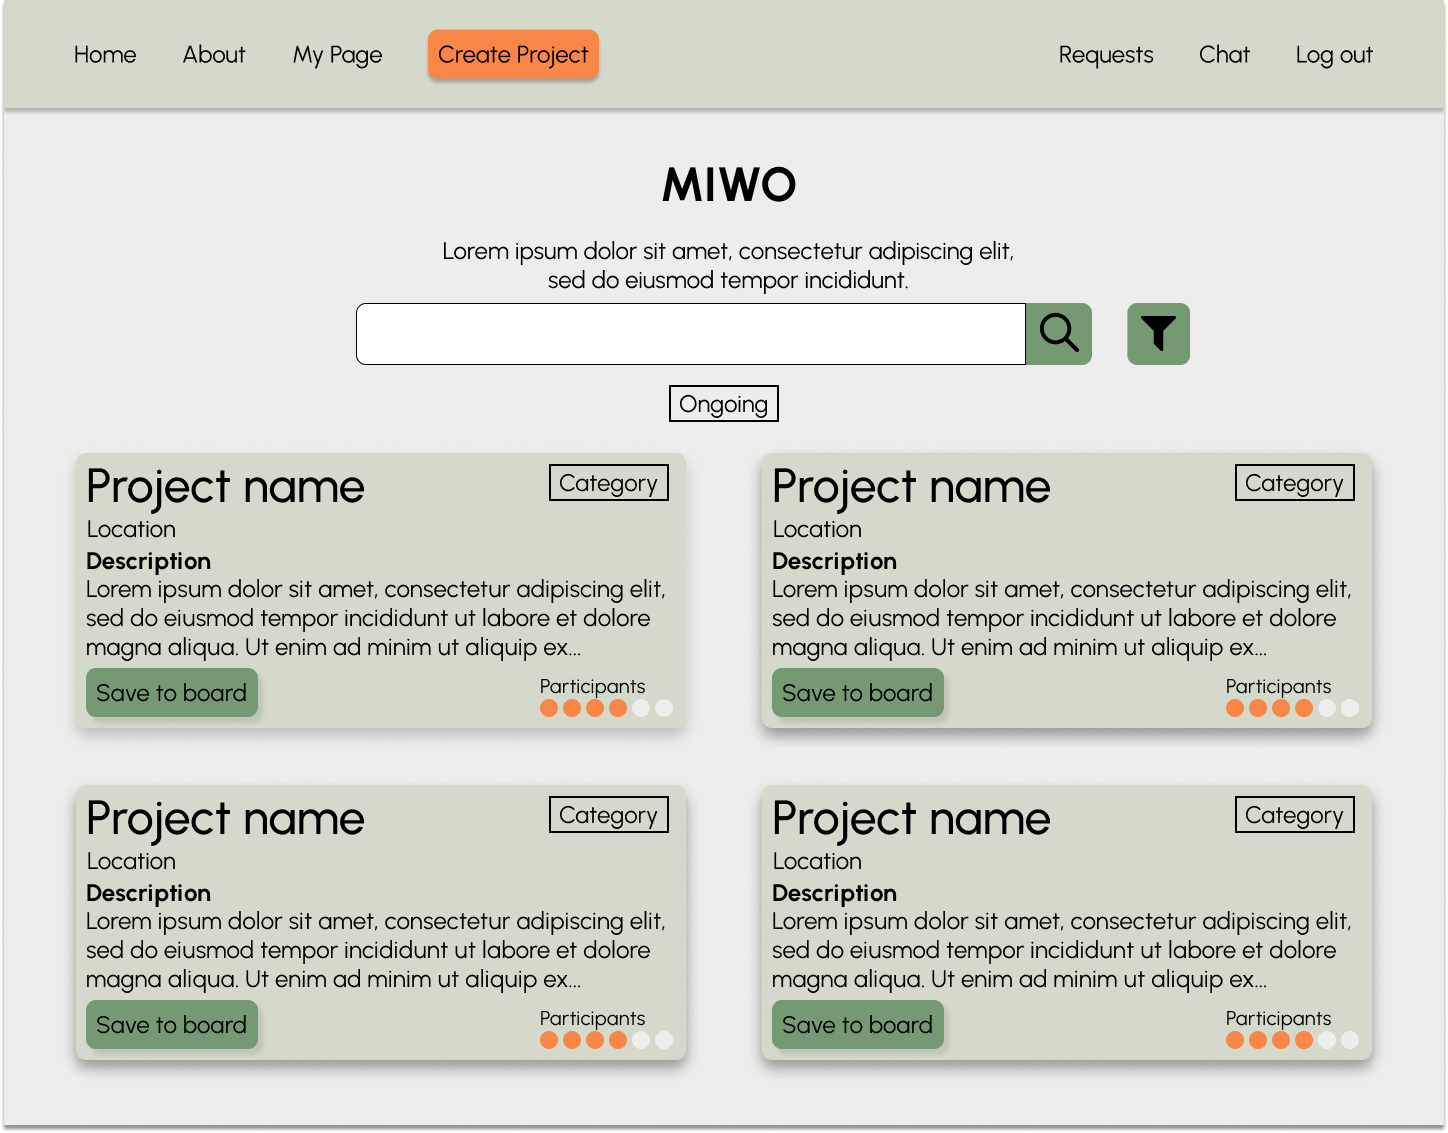 Home About My Page Create Project Requests Chat Log out
MIWO
Lorem ipsum dolor sit amet, consectetur adipiscing elit,
sed do eiusmod tempor incididunt.
Ongoing
Project name
Category
Location
Description
Lorem ipsum dolor sit amet, consectetur adipiscing elit,
sed do eiusmod tempor incididunt ut labore et dolore
magna aliqua. Ut enim ad minim ut aliquip ex...
Save to board
Participants
Project name
Category
Location
Description
Lorem ipsum dolor sit amet, consectetur adipiscing elit,
sed do eiusmod tempor incididunt ut labore et dolore
magna aliqua. Ut enim ad minim ut aliquip ex...
Save to board
Participants
Project name
Category
Location
Description
Lorem ipsum dolor sit amet, consectetur adipiscing elit,
sed do eiusmod tempor incididunt ut labore et dolore
magna aliqua. Ut enim ad minim ut aliquip ex...
Save to board
Participants
Project name
Category
Location
Description
Lorem ipsum dolor sit amet, consectetur adipiscing elit,
sed do eiusmod tempor incididunt ut labore et dolore
magna aliqua. Ut enim ad minim ut aliquip ex...
Save to board
Participants